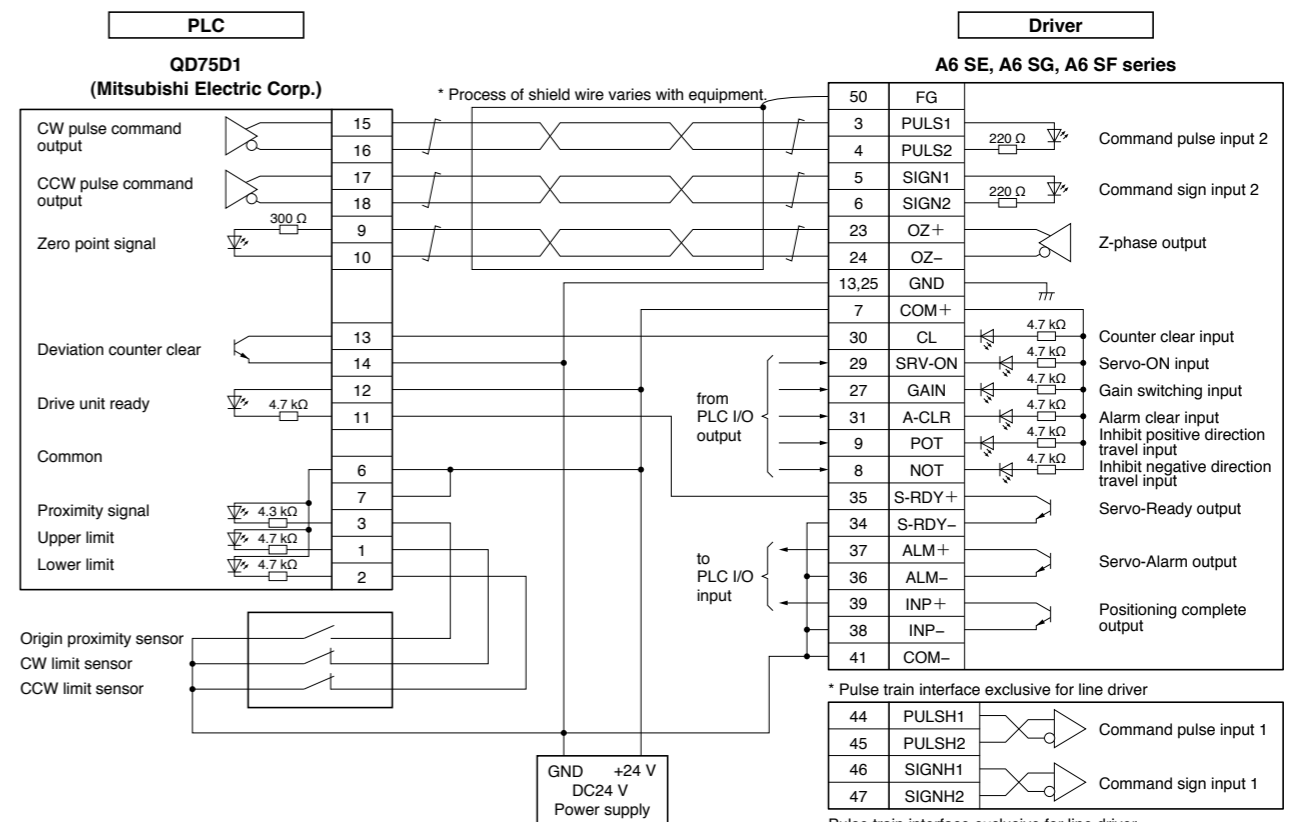 PLC
QD75D1
(Mitsubishi Electric Corp.)
CW pulse command
output
CCW pulse command
output
300 Ω
Zero point signal
Deviation counter clear
Drive unit ready
4.7 kΩ
Common
Proximity signal
4.3 kΩ
Upper limit
4.7 kΩ
Lower limit
4.7 kΩ
15
16
17
18
9
10
13
14
12
11
6
7
3
1
2
Origin proximity sensor
CW limit sensor
CCW limit sensor
* Process of shield wire varies with equipment.
from
PLC I/O
output
to
PLC I/O
input
GND +24 V
DC24 V
Power supply
Driver
A6 SE, A6 SG, A6 SF series
50 FG
3 PULS1
4 PULS2
220 Ω
Command pulse input 2
5 SIGN1
6 SIGN2
220 Ω
Command sign input 2
23 OZ+
24 OZ−
Z-phase output
13,25 GND
7 COM+
30 CL 4.7 kΩ Counter clear input
29 SRV-ON 4.7 kΩ Servo-ON input
27 GAIN 4.7 kΩ Gain switching input
31 A-CLR 4.7 kΩ Alarm clear input
9 POT 4.7 kΩ Inhibit positive direction
travel input
8 NOT 4.7 kΩ Inhibit negative direction
travel input
35 S-RDY+
34 S-RDY−
Servo-Ready output
37 ALM+
36 ALM−
Servo-Alarm output
39 INP+
38 INP−
Positioning complete
output
41 COM−
* Pulse train interface exclusive for line driver
44 PULSH1
45 PULSH2
Command pulse input 1
46 SIGNH1
47 SIGNH2
Command sign input 1
Pulse train interface exclusive for line driver